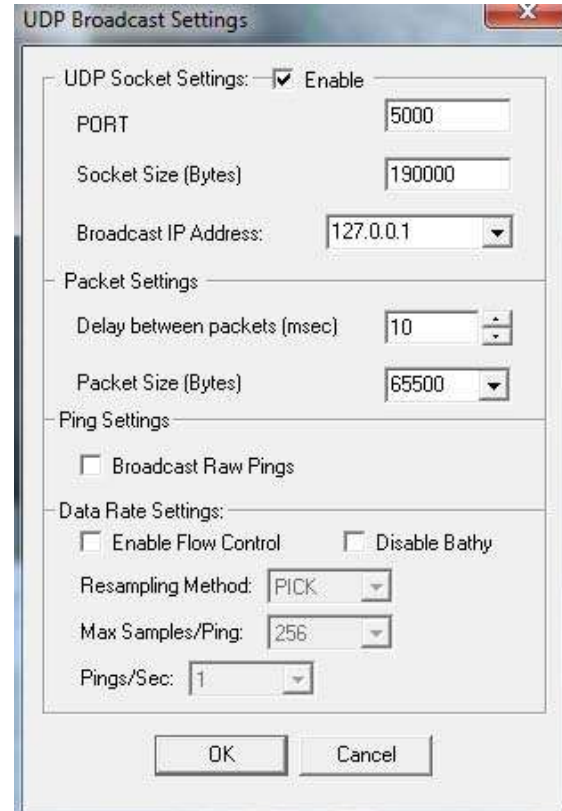 UDP Broadcast Settings
UDP Socket Settings: Enable
PORT 5000
Socket Size (Bytes) 190000
Broadcast IP Address: 127.0.0.1
Packet Settings
Delay between packets (msec) 10
Packet Size (Bytes) 65500
Ping Settings
Broadcast Raw Pings
Data Rate Settings:
Enable Flow Control Disable Bathy
Resampling Method: PICK
Max Samples/Ping: 256
Pings/Sec: 1
OK Cancel